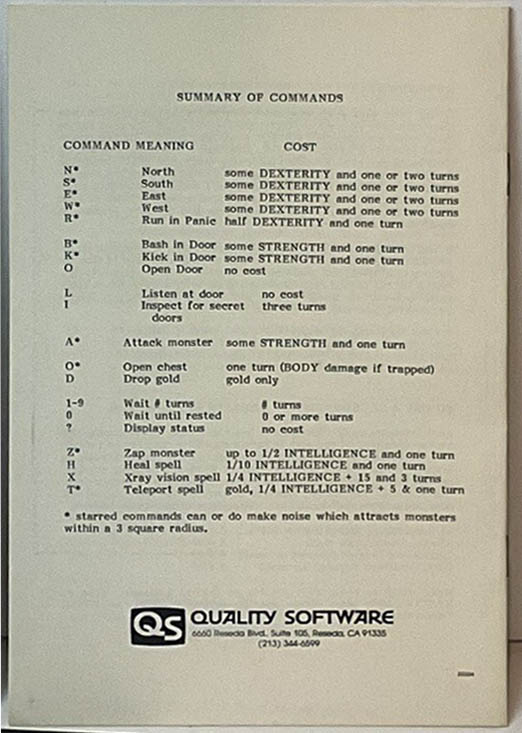 SUMMARY OF COMMANDS
COMMAND MEANING COST
N* North some DEXTERITY and one or two turns
S* South some DEXTERITY and one or two turns
E* East some DEXTERITY and one or two turns
W* West some DEXTERITY and one or two turns
R* Run in Panic half DEXTERITY and one turn
B* Bash in Door some STRENGTH and one turn
K* Kick in Door some STRENGTH and one turn
O Open Door no cost
L Listen at door no cost
I Inspect for secret three turns
doors
A* Attack monster some STRENGTH and one turn
O* Open chest one turn (BODY damage if trapped)
D Drop gold gold only
1-9 Wait # turns # turns
0 Wait until rested 0 or more turns
? Display status no cost
Z* Zap monster up to 1/2 INTELLIGENCE and one turn
H Heal spell 1/10 INTELLIGENCE and one turn
X Xray vision spell 1/4 INTELLIGENCE + 15 and 3 turns
T* Teleport spell gold, 1/4 INTELLIGENCE + 5 & one turn
* starred commands can or do make noise which attracts monsters
within a 3 square radius.
QS QUALITY SOFTWARE
6660 Reseda Blvd., Suite 105, Reseda, CA 91335
(213) 344-6599